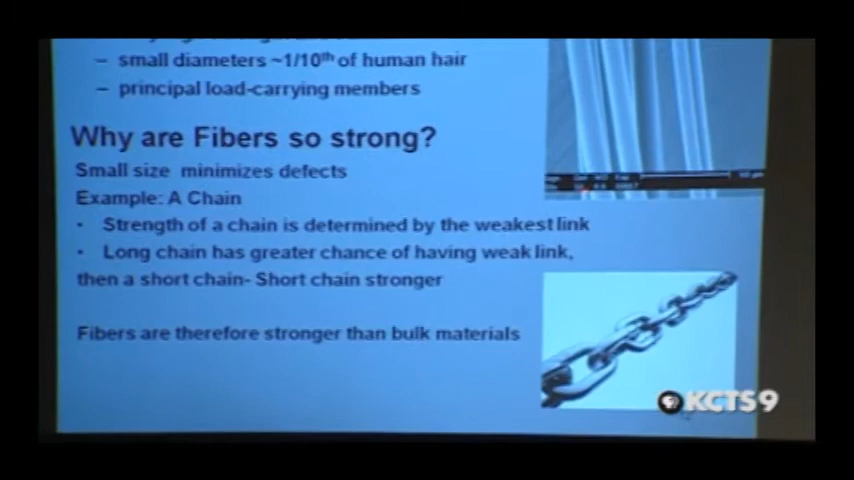 – small diameters ~1/10th of human hair
– principal load-carrying members
Why are Fibers so strong?
Small size minimizes defects
Example: A Chain
• Strength of a chain is determined by the weakest link
• Long chain has greater chance of having weak link,
then a short chain- Short chain stronger
Fibers are therefore stronger than bulk materials
KCTS9